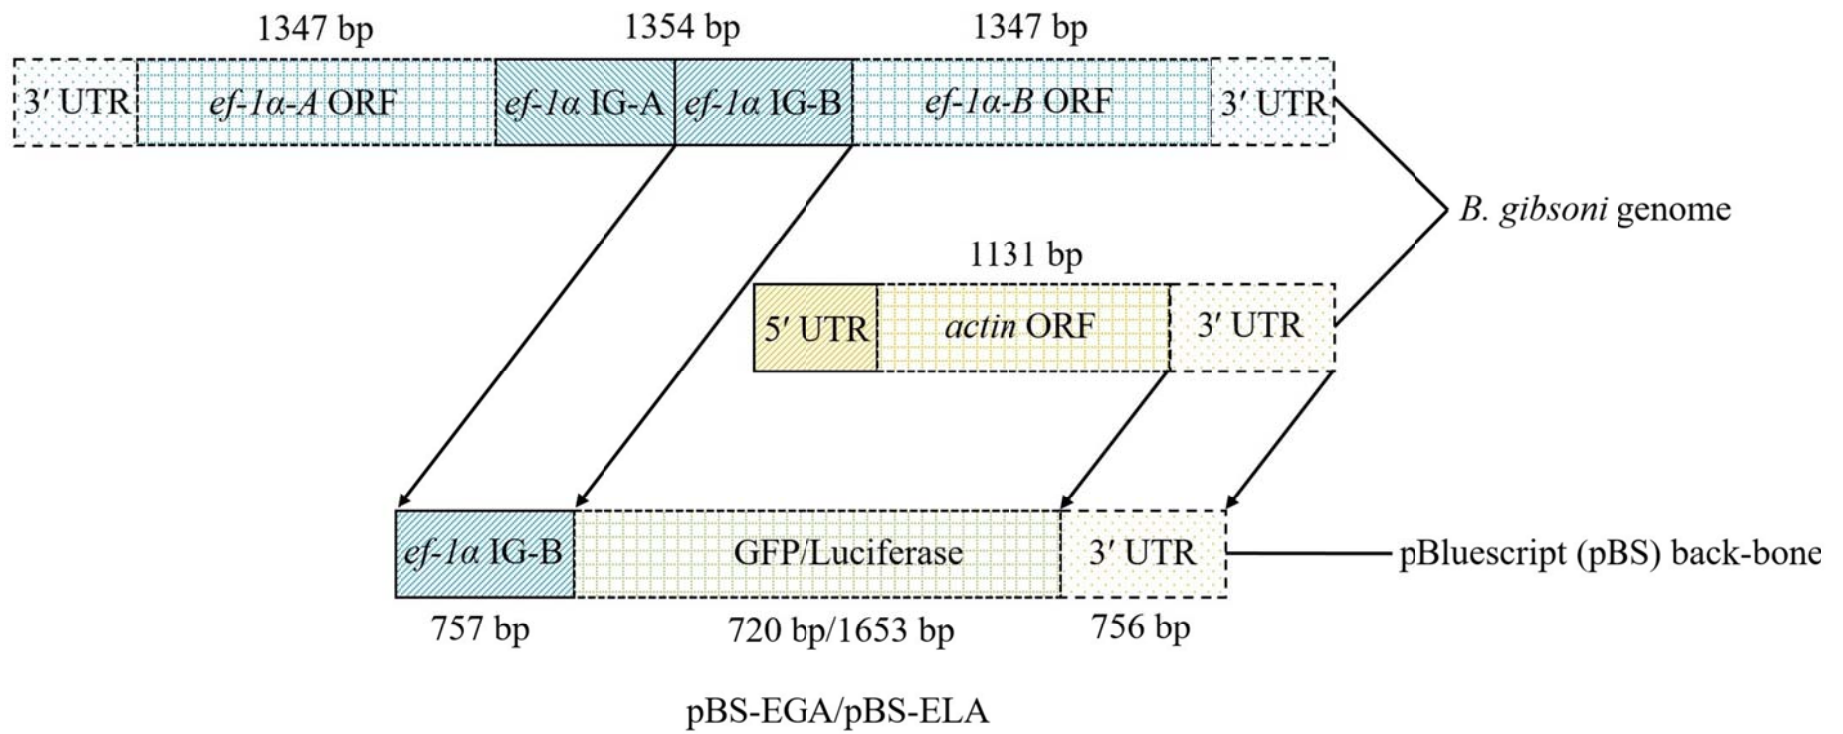 1347 bp 1354 bp 1347 bp
3′ UTR ef-1α-A ORF ef-1α IG-A ef-1α IG-B ef-1α-B ORF 3′ UTR
B. gibsoni genome
1131 bp
5′ UTR actin ORF 3′ UTR
ef-1α IG-B GFP/Luciferase 3′ UTR pBluescript (pBS) back-bone
757 bp 720 bp/1653 bp 756 bp
pBS-EGA/pBS-ELA